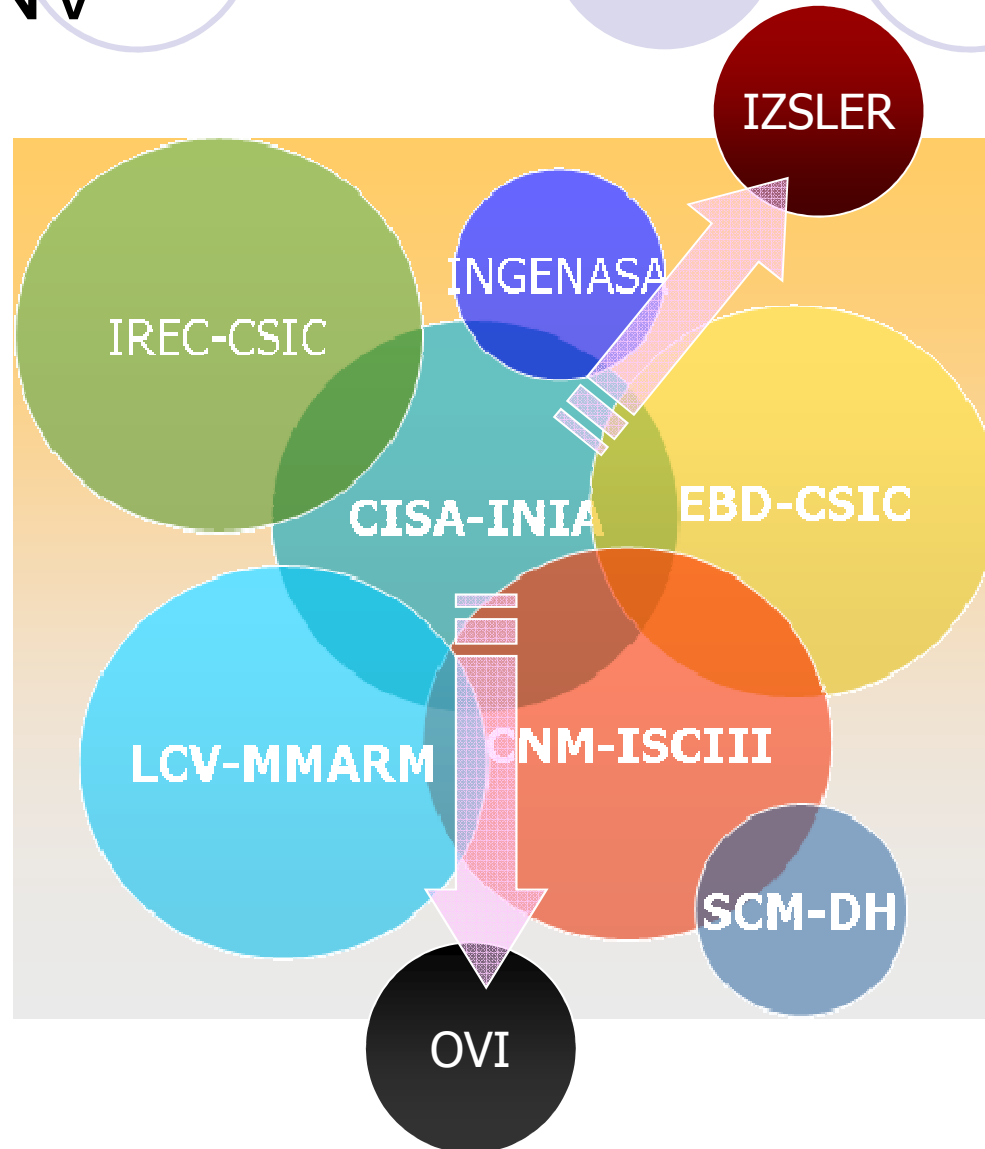 IZSLER
INGENASA
IREC-CSIC
EBD-CSIC
CISA-INIA
CNM-ISCIII
LCV-MMARM
SCM-DH
OVI